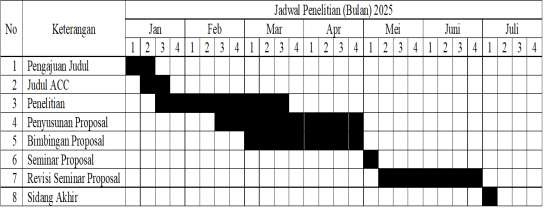 Jadwal Penelitian (Bulan) 2025
No Keterangan Jan Feb Mar Apr Mei Juni Juli
1 2 3 4 1 2 3 4 1 2 3 4 1 2 3 4 1 2 3 4 1 2 3 4 1 2 3 4
1 Pengajuan Judul
2 Judul ACC
3 Penelitian
4 Penyusunan Proposal
5 Bimbingan Proposal
6 Seminar Proposal
7 Revisi Seminar Proposal
8 Sidang Akhir